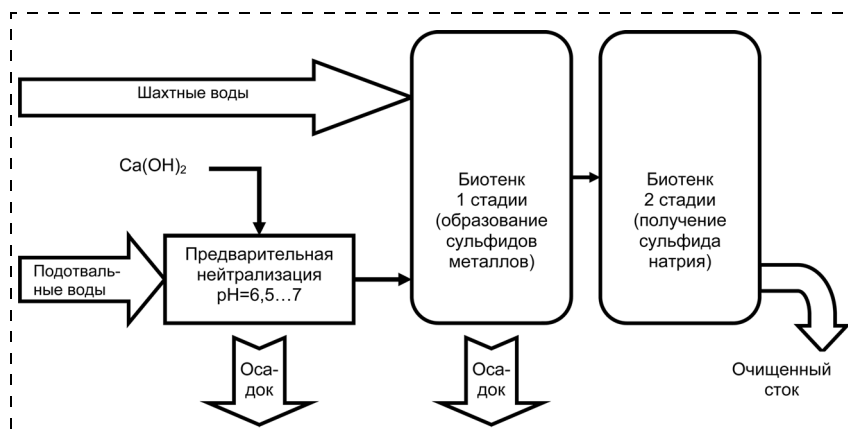 Шахтные воды
Ca(OH)₂
Подотваль-
ные воды
Предварительная
нейтрализация
pH=6,5…7
Биотенк
1 стадии
(образование
сульфидов
металлов)
Биотенк
2 стадии
(получение
сульфида
натрия)
Оса-
док
Оса-
док
Очищенный
сток